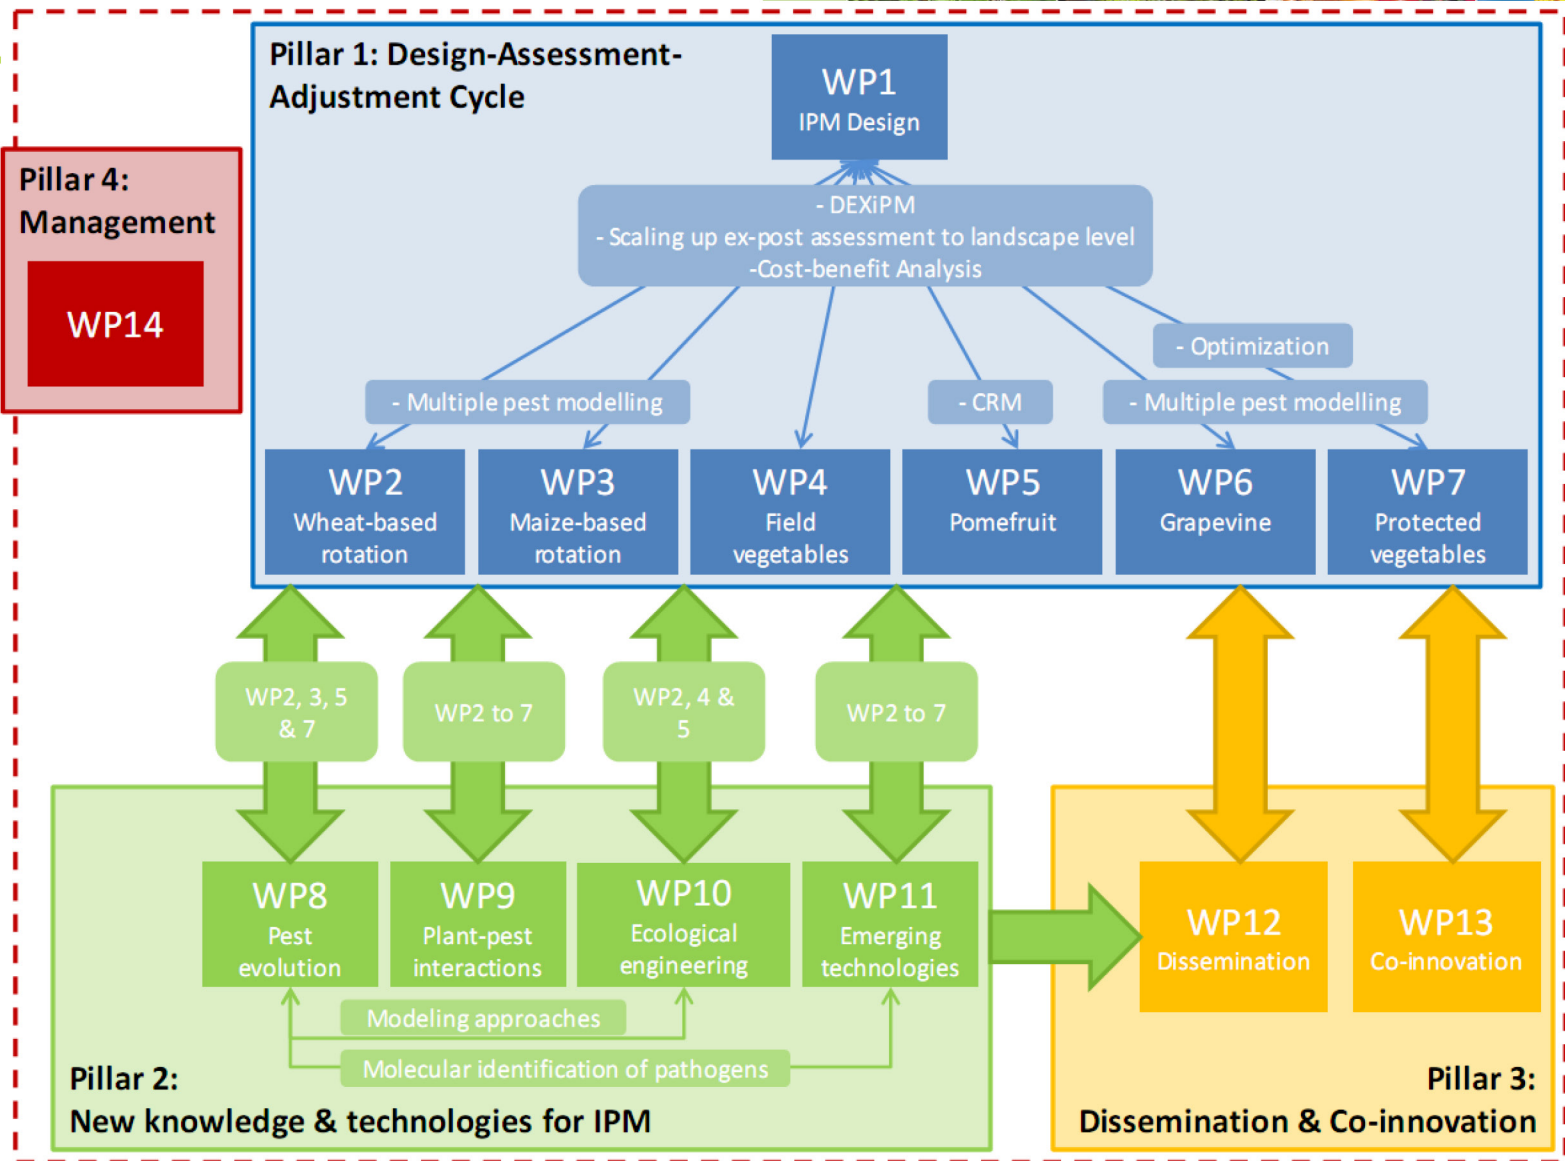 Pillar 1: Design-Assessment-
Adjustment Cycle
WP1
IPM Design
Pillar 4:
Management
WP14
- DEXiPM
- Scaling up ex-post assessment to landscape level
-Cost-benefit Analysis
- Optimization
- Multiple pest modelling
- CRM
- Multiple pest modelling
WP2
Wheat-based
rotation
WP3
Maize-based
rotation
WP4
Field
vegetables
WP5
Pomefruit
WP6
Grapevine
WP7
Protected
vegetables
WP2, 3, 5
& 7
WP2 to 7
WP2, 4 &
5
WP2 to 7
WP8
Pest
evolution
WP9
Plant-pest
interactions
WP10
Ecological
engineering
WP11
Emerging
technologies
WP12
Dissemination
WP13
Co-innovation
Modeling approaches
Molecular identification of pathogens
Pillar 2:
New knowledge & technologies for IPM
Pillar 3:
Dissemination & Co-innovation